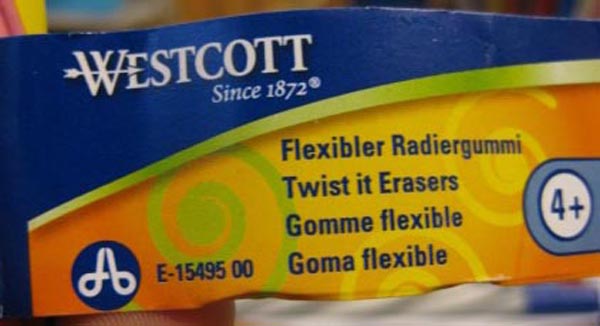 WESTCOTT
Since 1872®
Flexibler Radiergummi
Twist it Erasers
Gomme flexible
Goma flexible
4+
E-15495 00